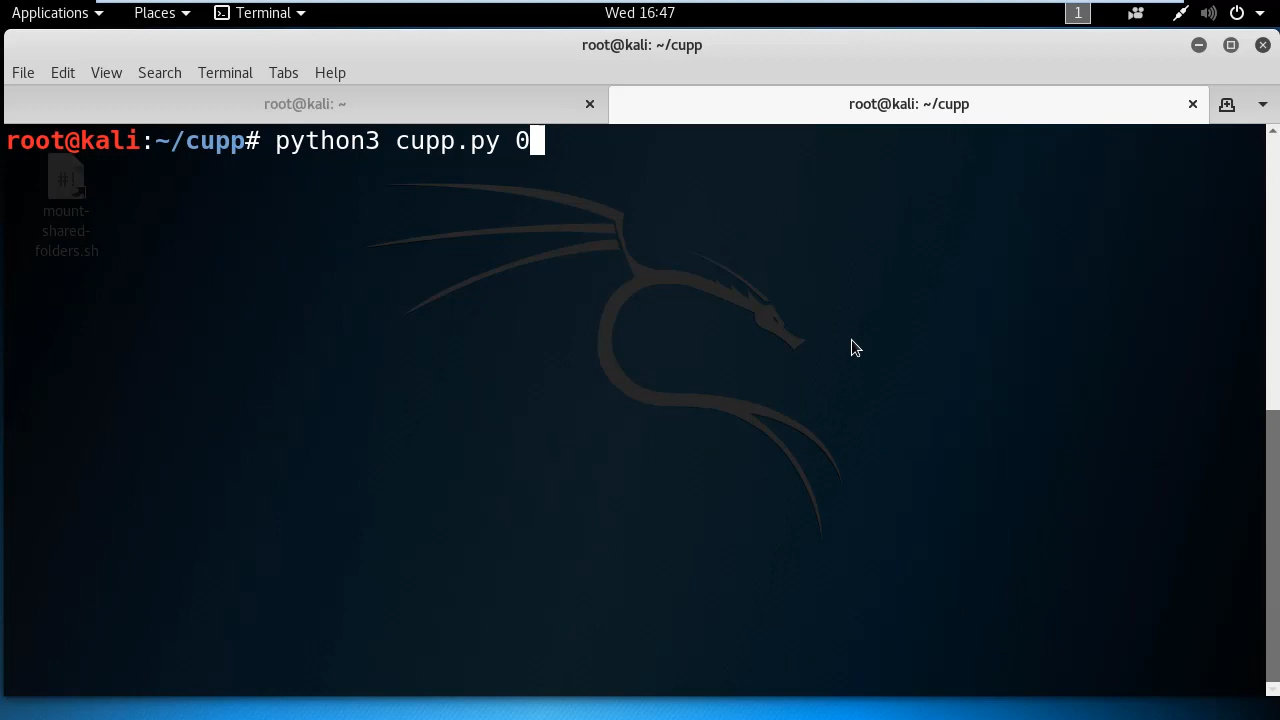 Applications Places Terminal Wed 16:47 1
root@kali: ~/cupp
File Edit View Search Terminal Tabs Help
root@kali: ~ root@kali: ~/cupp
root@kali:~/cupp# python3 cupp.py 0
#!
mount-
shared-
folders.sh